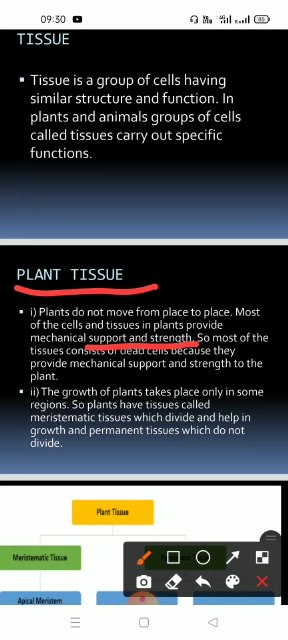 09:30
TISSUE
▪ Tissue is a group of cells having
similar structure and function. In
plants and animals groups of cells
called tissues carry out specific
functions.
PLANT TISSUE
▪ i) Plants do not move from place to place. Most
of the cells and tissues in plants provide
mechanical support and strength. So most of the
tissues consists of dead cells because they
provide mechanical support and strength to the
plant.
▪ ii) The growth of plants takes place only in some
regions. So plants have tissues called
meristematic tissues which divide and help in
growth and permanent tissues which do not
divide.
Plant Tissue
Meristematic Tissue
Apical Meristem